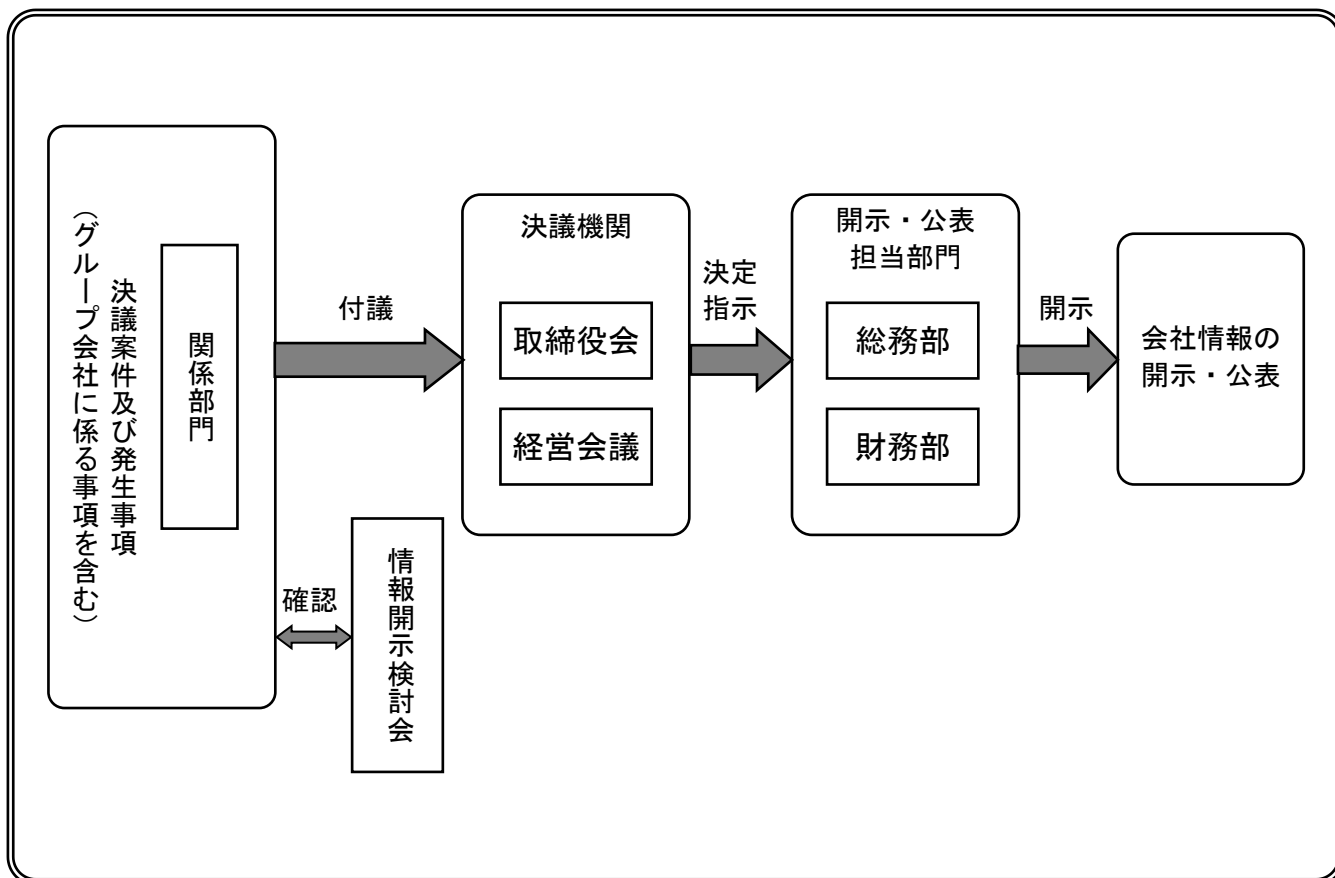 決議案件及び発生事項
（グループ会社に係る事項を含む）
関係部門
付議
確認
情報開示検討会
決議機関
取締役会
経営会議
決定
指示
開示・公表
担当部門
総務部
財務部
開示
会社情報の
開示・公表